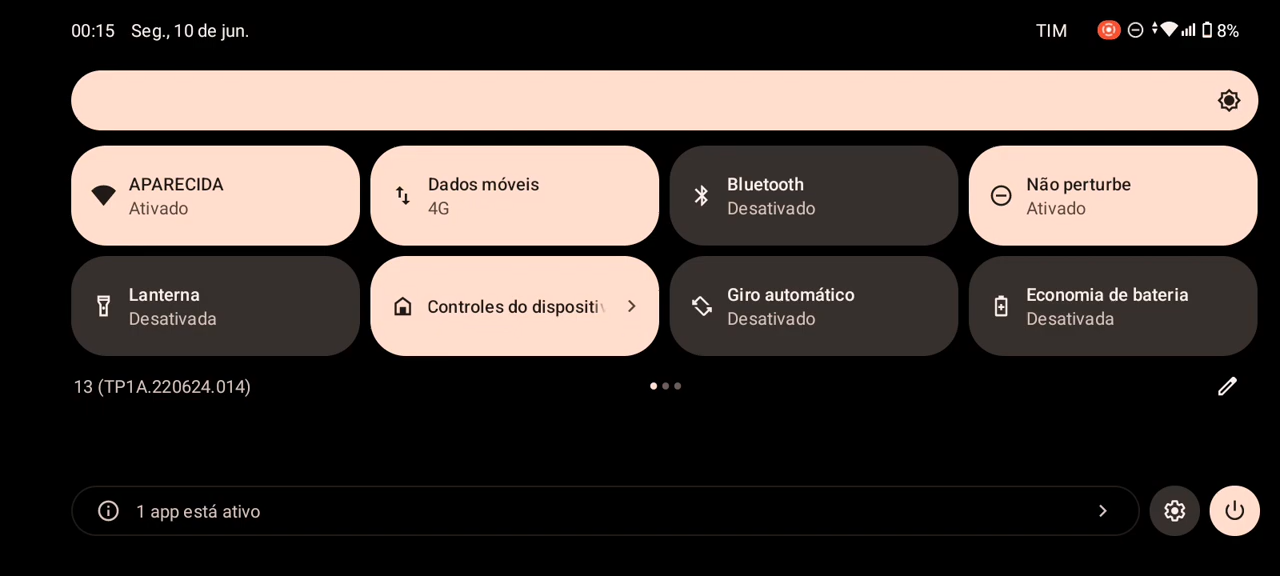 00:15 Seg., 10 de jun. TIM 8%
APARECIDA
Ativado
Dados móveis
4G
Bluetooth
Desativado
Não perturbe
Ativado
Lanterna
Desativada
Controles do dispositiv
Giro automático
Desativado
Economia de bateria
Desativada
13 (TP1A.220624.014)
1 app está ativo